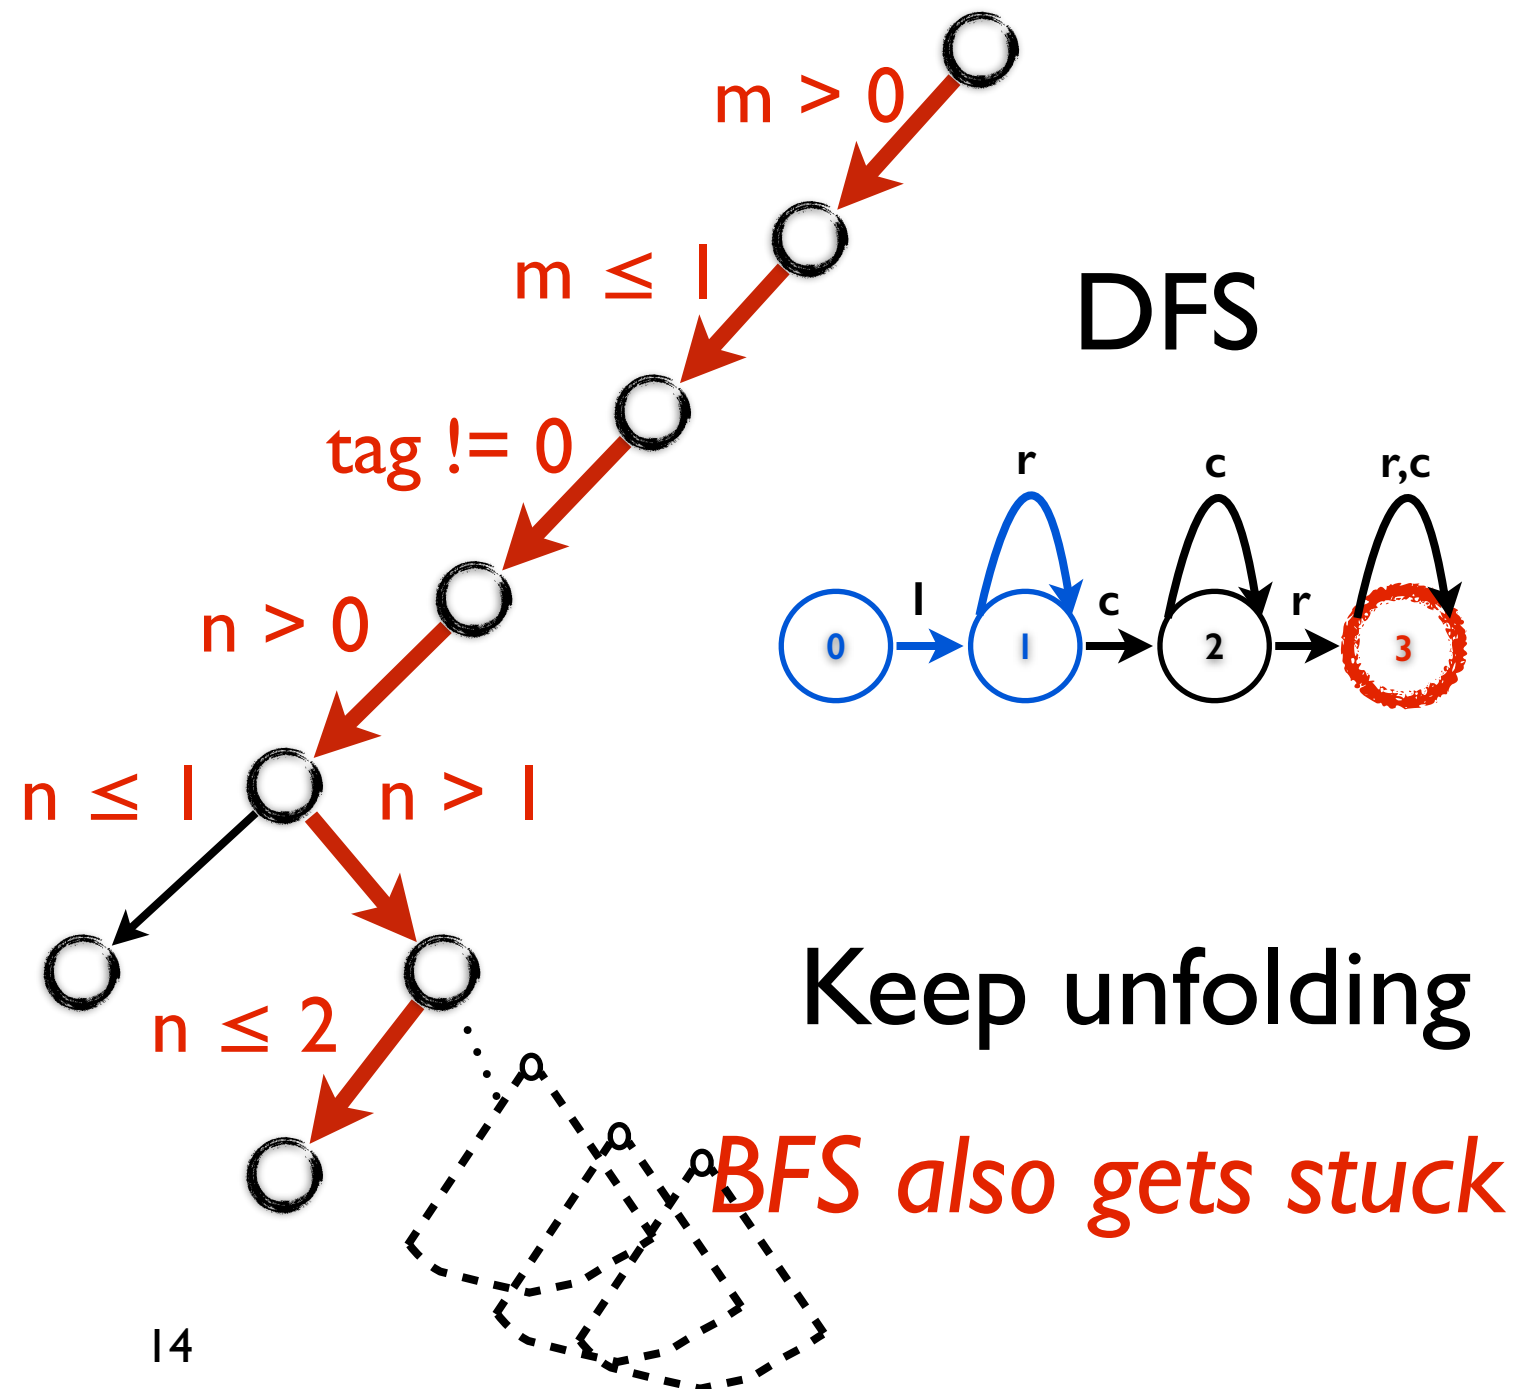 m > 0
m ≤ 1
DFS
tag != 0
r
c
r,c
n > 0
l
c
r
0
1
2
3
n ≤ 1
n > 1
Keep unfolding
n ≤ 2
BFS also gets stuck
14